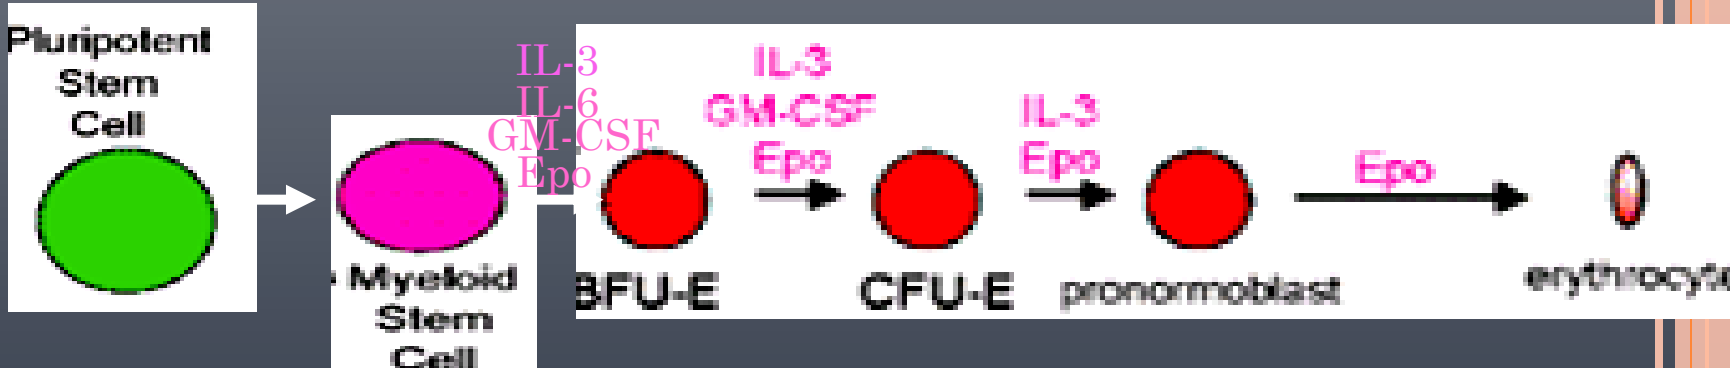 Pluripotent
Stem
Cell
Myeloid
Stem
Cell
IL-3
IL-6
GM-CSF
Epo
BFU-E
IL-3
GM-CSF
Epo
CFU-E
IL-3
Epo
pronormoblast
Epo
erythrocyte